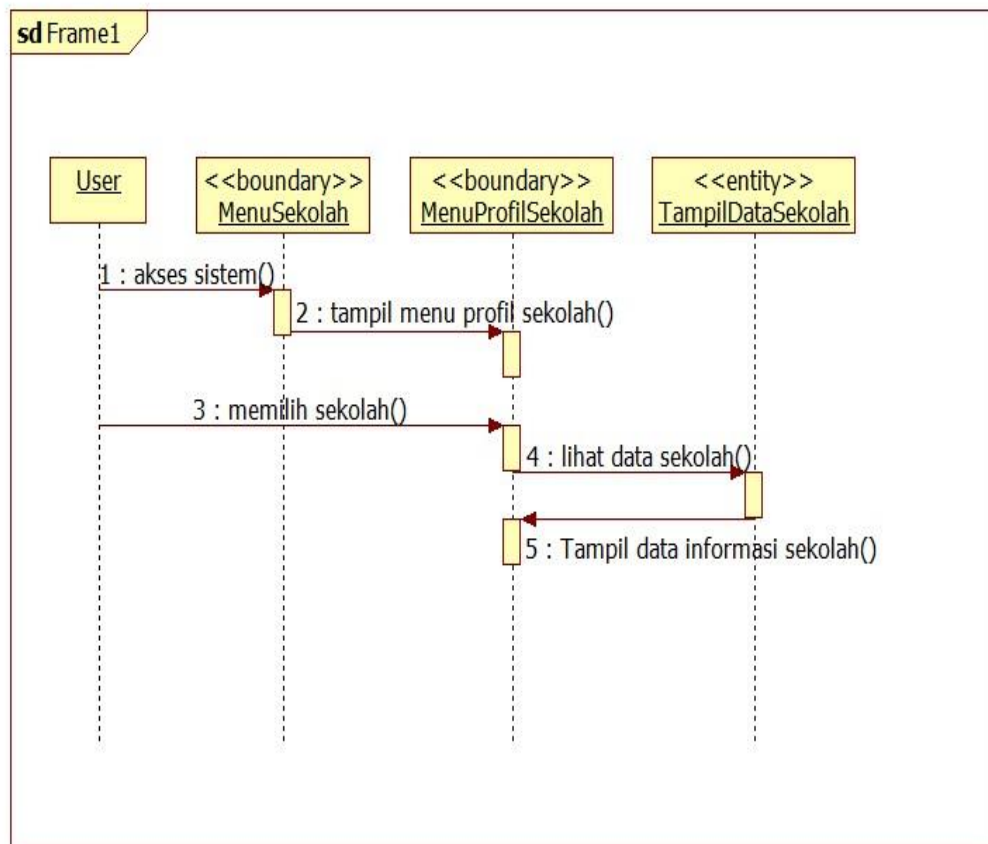 sd Frame1
User
<<boundary>>
MenuSekolah
<<boundary>>
MenuProfilSekolah
<<entity>>
TampilDataSekolah
1 : akses sistem()
2 : tampil menu profil sekolah()
3 : memilih sekolah()
4 : lihat data sekolah()
5 : Tampil data informasi sekolah()